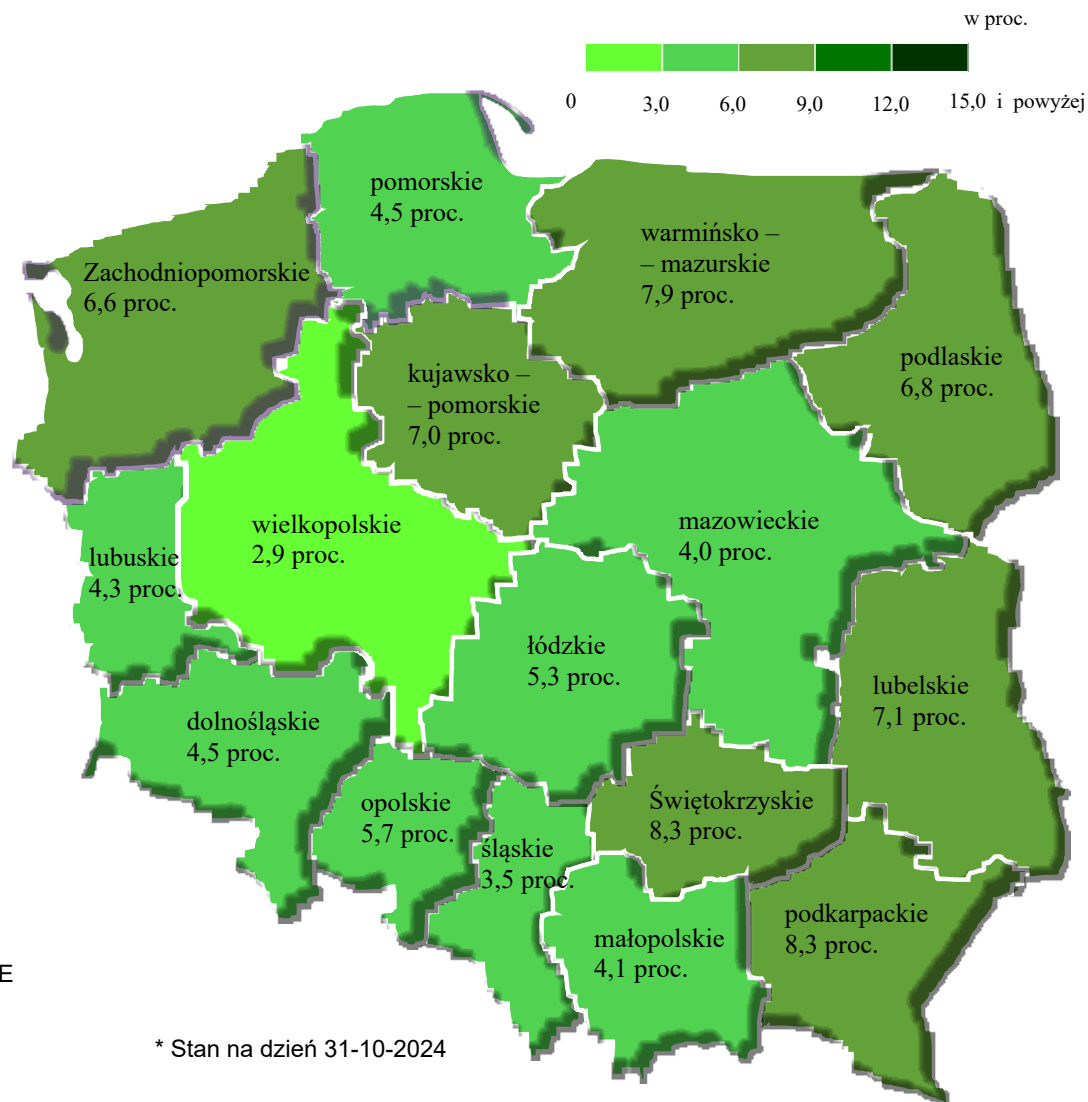 w proc.
0 3,0 6,0 9,0 12,0 15,0 i powyżej
pomorskie
4,5 proc.
warmińsko –
– mazurskie
7,9 proc.
Zachodniopomorskie
6,6 proc.
podlaskie
6,8 proc.
kujawsko –
– pomorskie
7,0 proc.
wielkopolskie
2,9 proc.
mazowieckie
4,0 proc.
lubuskie
4,3 proc.
łódzkie
5,3 proc.
lubelskie
7,1 proc.
dolnośląskie
4,5 proc.
opolskie
5,7 proc.
Świętokrzyskie
8,3 proc.
śląskie
3,5 proc.
podkarpackie
8,3 proc.
małopolskie
4,1 proc.
E
* Stan na dzień 31-10-2024